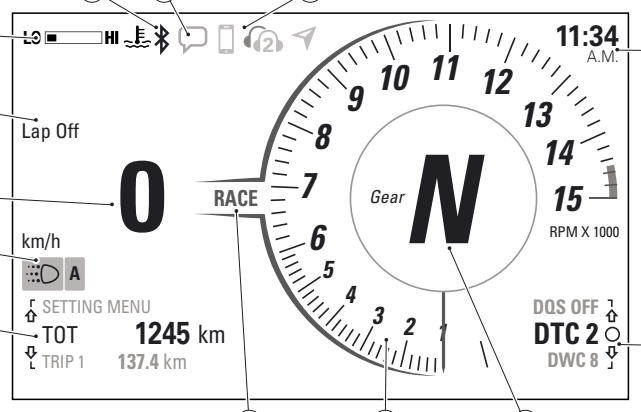 LO HI 2 11:34
A.M.
Lap Off
0
km/h
A
SETTING MENU
TOT 1245 km
TRIP 1 137.4 km
RACE
Gear N
1
2
3
4
5
6
7
8
9
10
11
12
13
14
15
RPM X 1000
DQS OFF
DTC 2
DWC 8